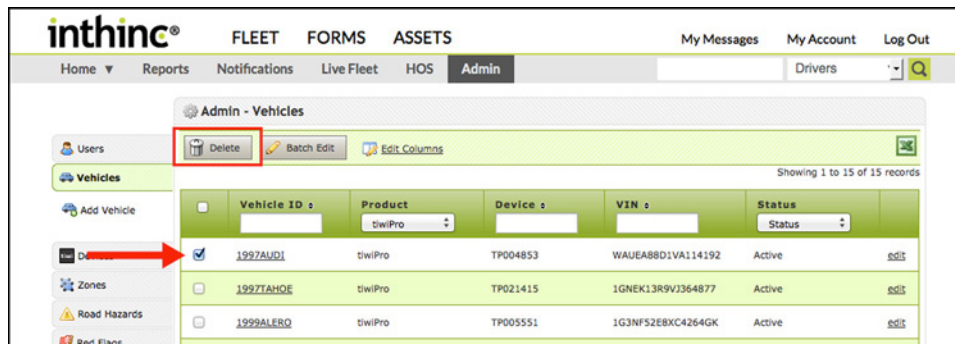 inthinc®
FLEET FORMS ASSETS My Messages My Account Log Out
Home ▼ Reports Notifications Live Fleet HOS Admin Drivers
Admin - Vehicles
Users Delete Batch Edit Edit Columns
Vehicles Showing 1 to 15 of 15 records
Add Vehicle Vehicle ID Product Device VIN Status
tiwiPro Status
1997AUDI tiwiPro TP004853 WAUEA88D1VA114192 Active edit
Zones 1997TAHOE tiwiPro TP021415 1GNEK13R9VJ364877 Active edit
Road Hazards 1999ALERO tiwiPro TP005551 1G3NF52E8XC4264GK Active edit
Red Flags